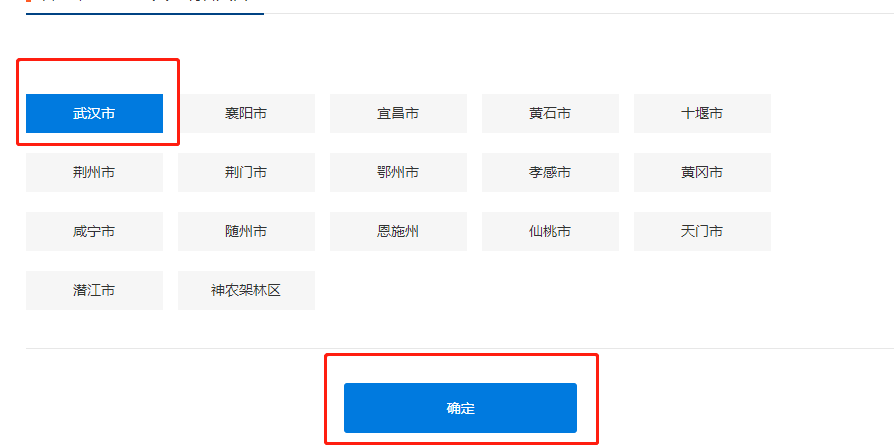 武汉市 襄阳市 宜昌市 黄石市 十堰市
荆州市 荆门市 鄂州市 孝感市 黄冈市
咸宁市 随州市 恩施州 仙桃市 天门市
潜江市 神农架林区
确定